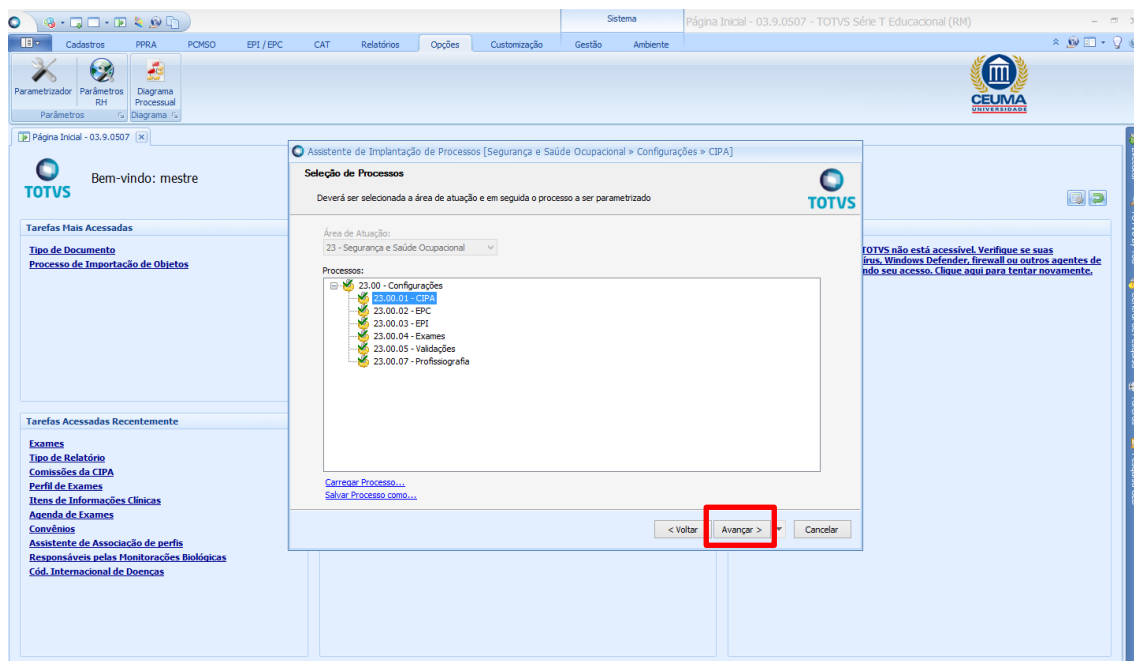 Sistema
Página Inicial - 03.9.0507 - TOTVS Série T Educacional (RM)
Cadastros PPRA PCMSO EPI / EPC CAT Relatórios Opções Customização Gestão Ambiente
Parametrizador
Parâmetros RH
Diagrama Processual
Parâmetros
Diagrama
CEUMA
UNIVERSIDADE
Página Inicial - 03.9.0507
TOTVS
Bem-vindo: mestre
Tarefas Mais Acessadas
Tipo de Documento
Processo de Importação de Objetos
Tarefas Acessadas Recentemente
Exames
Tipo de Relatório
Comissões da CIPA
Perfil de Exames
Itens de Informações Clínicas
Agenda de Exames
Convênios
Assistente de Associação de perfis
Responsáveis pelas Monitorações Biológicas
Cód. Internacional de Doenças
Assistente de Implantação de Processos [Segurança e Saúde Ocupacional » Configurações » CIPA]
Seleção de Processos
Deverá ser selecionada a área de atuação e em seguida o processo a ser parametrizado
TOTVS
Área de Atuação:
23 - Segurança e Saúde Ocupacional
Processos:
23.00 - Configurações
23.00.01 - CIPA
23.00.02 - EPC
23.00.03 - EPI
23.00.04 - Exames
23.00.05 - Validações
23.00.07 - Profissiografia
Carregar Processo...
Salvar Processo como...
< Voltar
Avançar >
Cancelar
TOTVS não está acessível. Verifique se suas
írus, Windows Defender, firewall ou outros agentes de
ndo seu acesso. Clique aqui para tentar novamente.